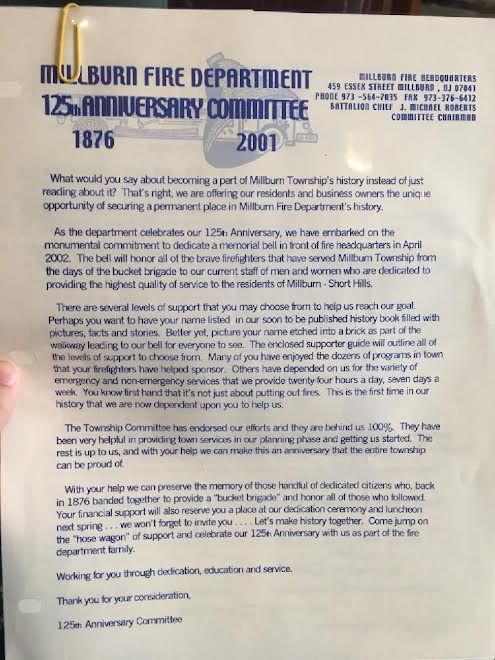 MILLBURN FIRE DEPARTMENT
125th ANNIVERSARY COMMITTEE
1876 2001
MILLBURN FIRE HEADQUARTERS
459 ESSEX STREET MILLBURN , NJ 07041
PHONE 973 -564-7035 FAX 973-376-6412
BATTALION CHIEF J. MICHAEL ROBERTS
COMMITTEE CHAIRMAN
What would you say about becoming a part of Millburn Township's history instead of just
reading about it? That's right, we are offering our residents and business owners the unique
opportunity of securing a permanent place in Millburn Fire Department's history.
As the department celebrates our 125th Anniversary, we have embarked on the
monumental commitment to dedicate a memorial bell in front of fire headquarters in April
2002. The bell will honor all of the brave firefighters that have served Millburn Township from
the days of the bucket brigade to our current staff of men and women who are dedicated to
providing the highest quality of service to the residents of Millburn - Short Hills.
There are several levels of support that you may choose from to help us reach our goal.
Perhaps you want to have your name listed in our soon to be published history book filled with
pictures, facts and stories. Better yet, picture your name etched into a brick as part of the
walkway leading to our bell for everyone to see. The enclosed supporter guide will outline all of
the levels of support to choose from. Many of you have enjoyed the dozens of programs in town
that your firefighters have helped sponsor. Others have depended on us for the variety of
emergency and non-emergency services that we provide twenty-four hours a day, seven days a
week. You know first hand that it's not just about putting out fires. This is the first time in our
history that we are now dependent upon you to help us.
The Township Committee has endorsed our efforts and they are behind us 100%. They have
been very helpful in providing town services in our planning phase and getting us started. The
rest is up to us, and with your help we can make this an anniversary that the entire township
can be proud of.
With your help we can preserve the memory of those handful of dedicated citizens who, back
in 1876 banded together to provide a "bucket brigade" and honor all of those who followed.
Your financial support will also reserve you a place at our dedication ceremony and luncheon
next spring . . . we won't forget to invite you . . . . Let's make history together. Come jump on
the "hose wagon" of support and celebrate our 125th Anniversary with us as part of the fire
department family.
Working for you through dedication, education and service.
Thank you for your consideration,
125th Anniversary Committee